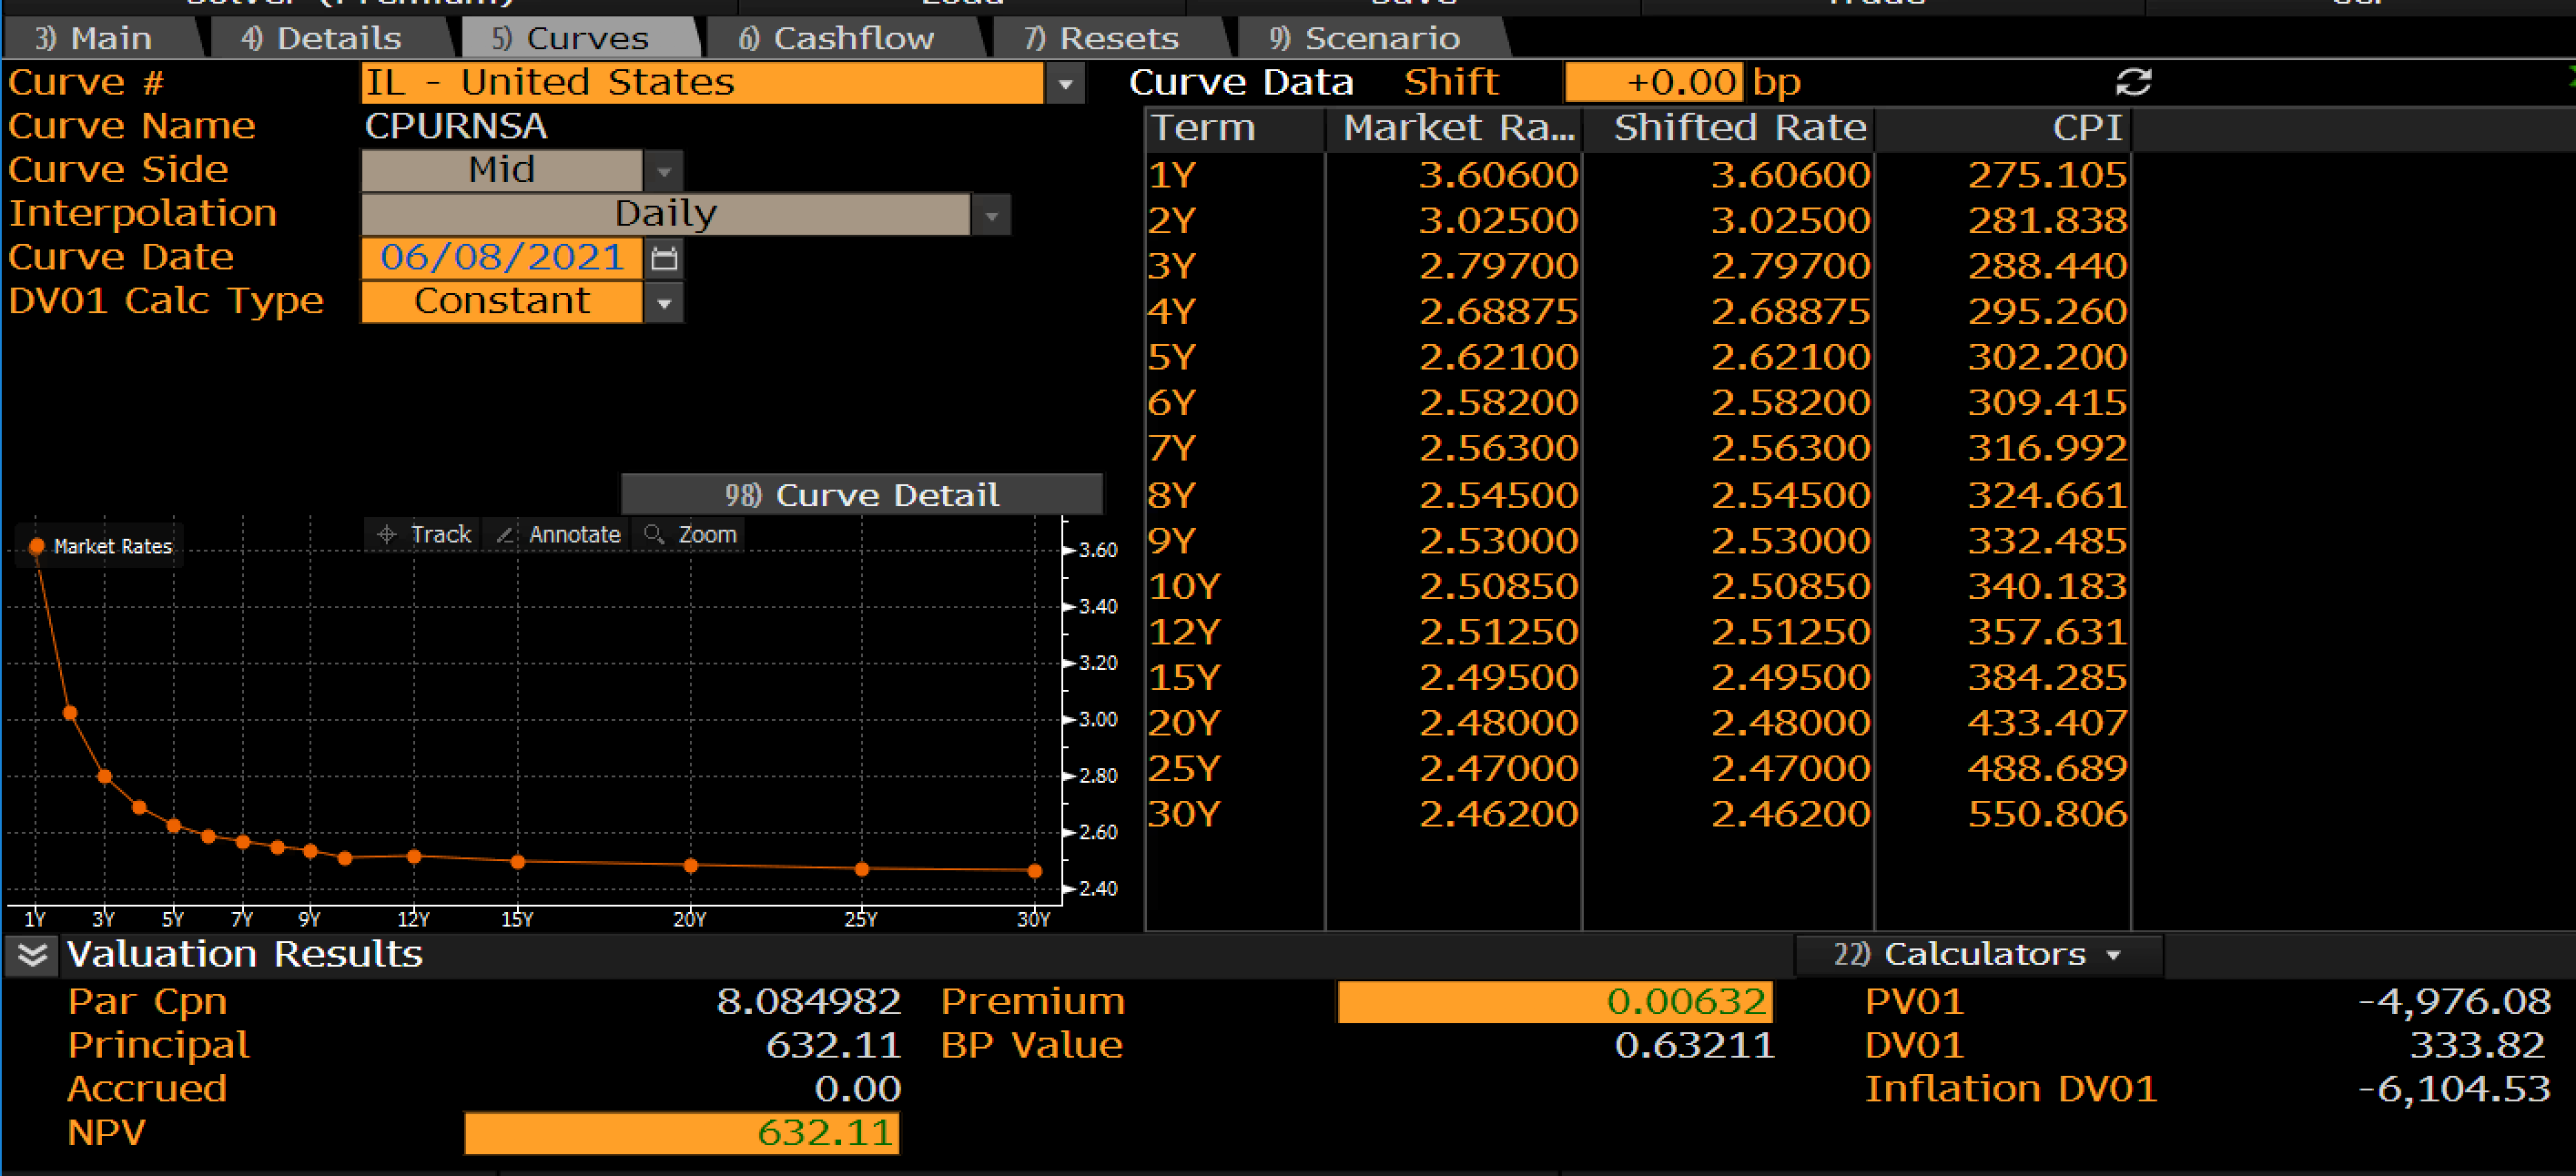 3) Main 4) Details 5) Curves 6) Cashflow 7) Resets 9) Scenario
Curve # IL - United States
Curve Name CPURNSA
Curve Side Mid
Interpolation Daily
Curve Date 06/08/2021
DV01 Calc Type Constant
98) Curve Detail
Market Rates Track Annotate Zoom
3.60
3.40
3.20
3.00
2.80
2.60
2.40
1Y 3Y 5Y 7Y 9Y 12Y 15Y 20Y 25Y 30Y
Curve Data Shift +0.00 bp
Term Market Ra... Shifted Rate CPI
1Y 3.60600 3.60600 275.105
2Y 3.02500 3.02500 281.838
3Y 2.79700 2.79700 288.440
4Y 2.68875 2.68875 295.260
5Y 2.62100 2.62100 302.200
6Y 2.58200 2.58200 309.415
7Y 2.56300 2.56300 316.992
8Y 2.54500 2.54500 324.661
9Y 2.53000 2.53000 332.485
10Y 2.50850 2.50850 340.183
12Y 2.51250 2.51250 357.631
15Y 2.49500 2.49500 384.285
20Y 2.48000 2.48000 433.407
25Y 2.47000 2.47000 488.689
30Y 2.46200 2.46200 550.806
Valuation Results 22) Calculators
Par Cpn 8.084982 Premium 0.00632 PV01 -4,976.08
Principal 632.11 BP Value 0.63211 DV01 333.82
Accrued 0.00 Inflation DV01 -6,104.53
NPV 632.11